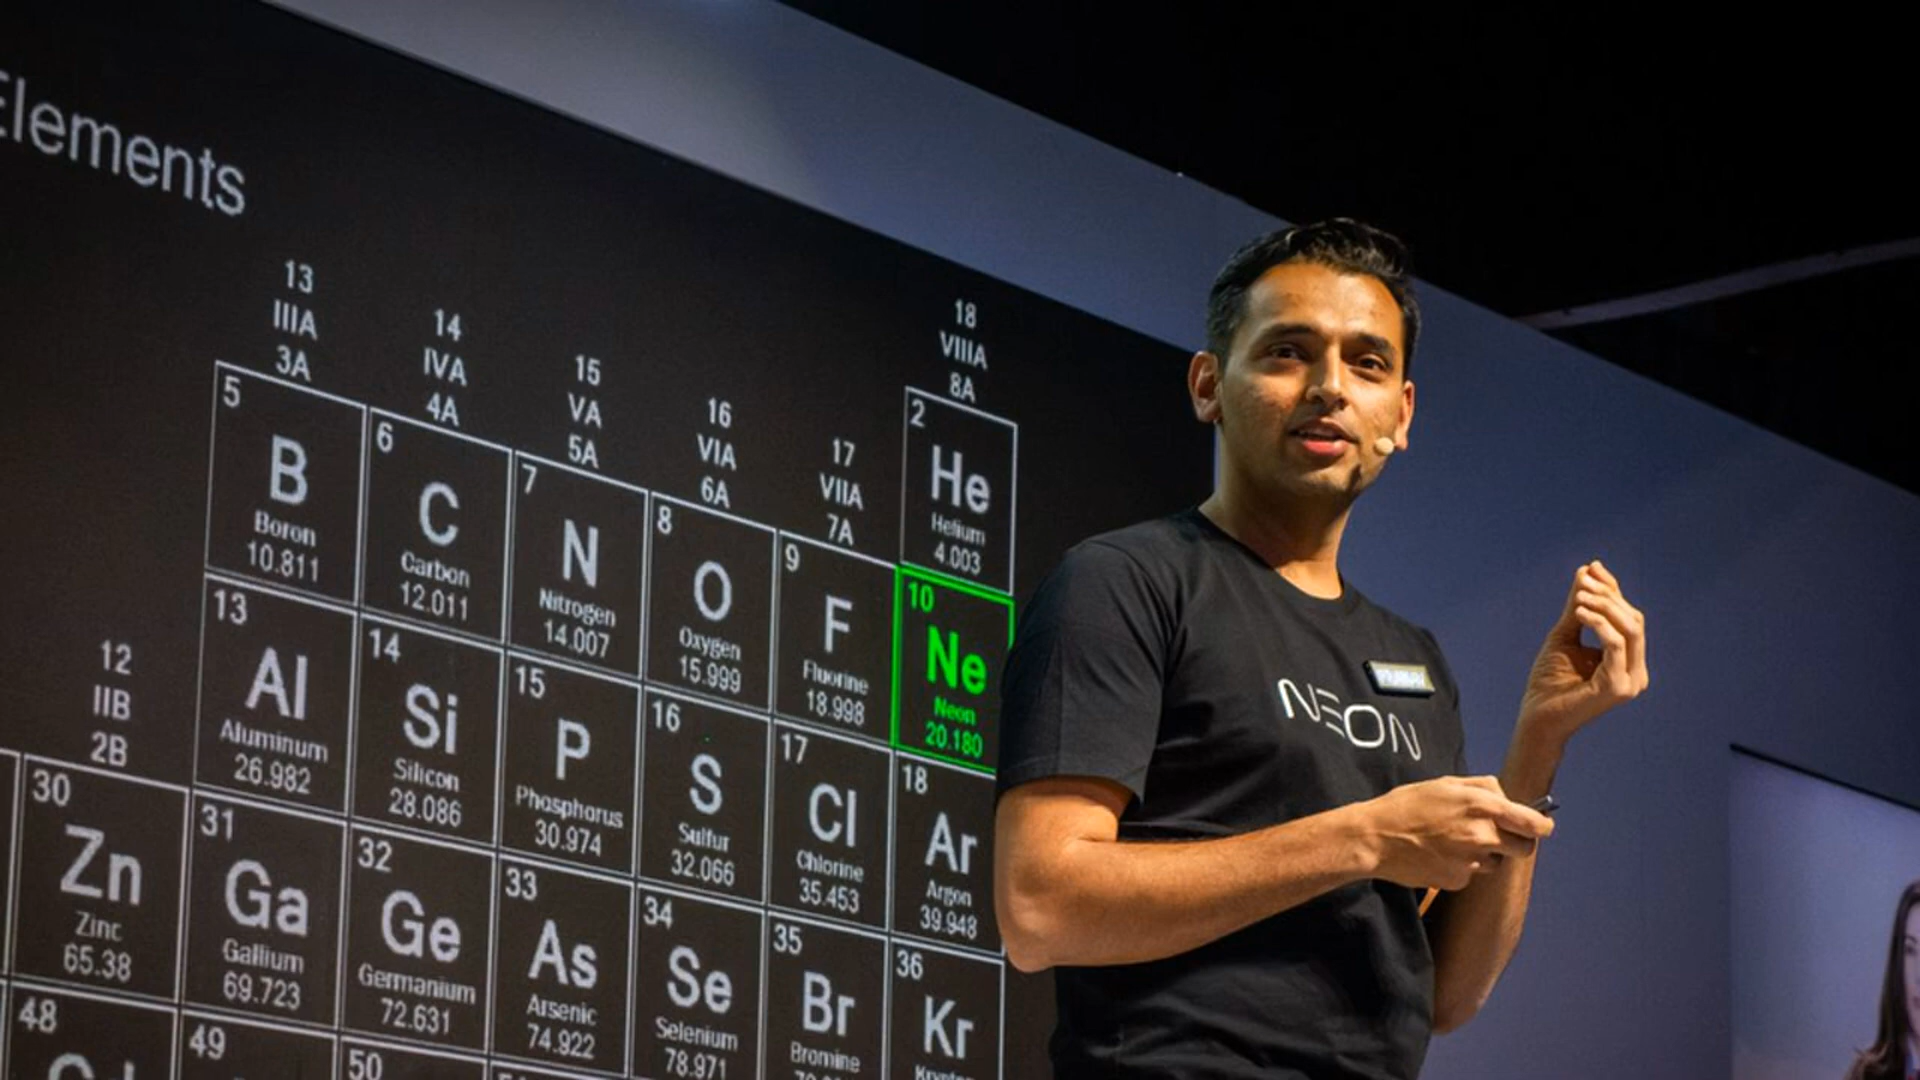 Elements
13
IIIA
3A
14
IVA
4A
15
VA
5A
16
VIA
6A
17
VIIA
7A
18
VIIIA
8A
2
He
Helium
4.003
5
B
Boron
10.811
6
C
Carbon
12.011
7
N
Nitrogen
14.007
8
O
Oxygen
15.999
9
F
Fluorine
18.998
10
Ne
Neon
20.180
12
IIB
2B
13
Al
Aluminum
26.982
14
Si
Silicon
28.086
15
P
Phosphorus
30.974
16
S
Sulfur
32.066
17
Cl
Chlorine
35.453
18
Ar
Argon
39.948
30
Zn
Zinc
65.38
31
Ga
Gallium
69.723
32
Ge
Germanium
72.631
33
As
Arsenic
74.922
34
Se
Selenium
78.971
35
Br
Bromine
36
Kr
48
49
50
NEON